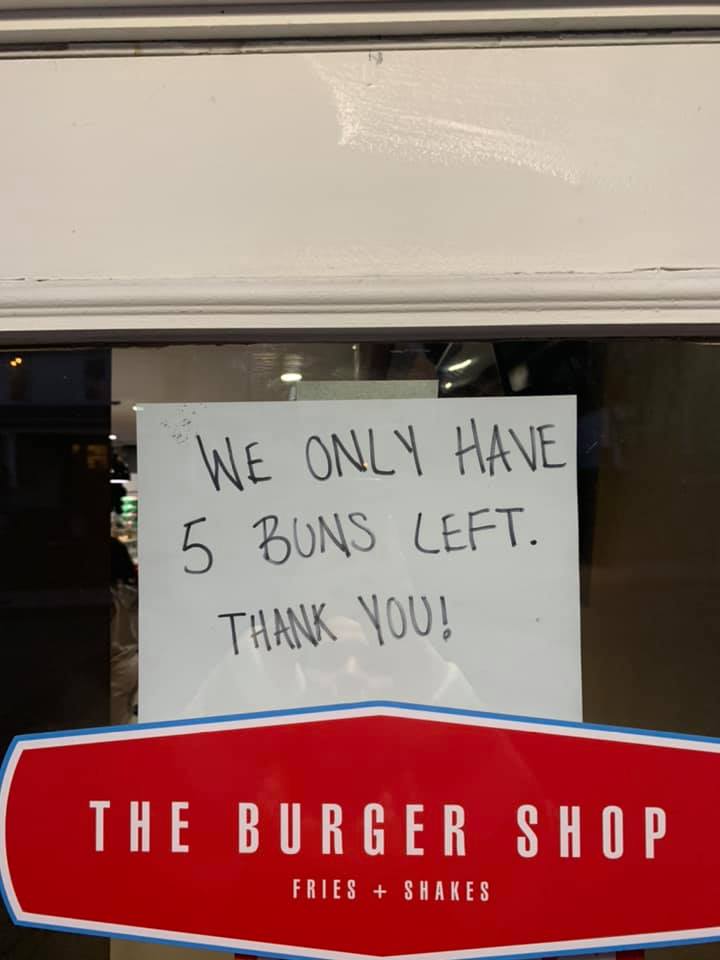 WE ONLY HAVE
5 BUNS LEFT.
THANK YOU!
THE BURGER SHOP
FRIES + SHAKES